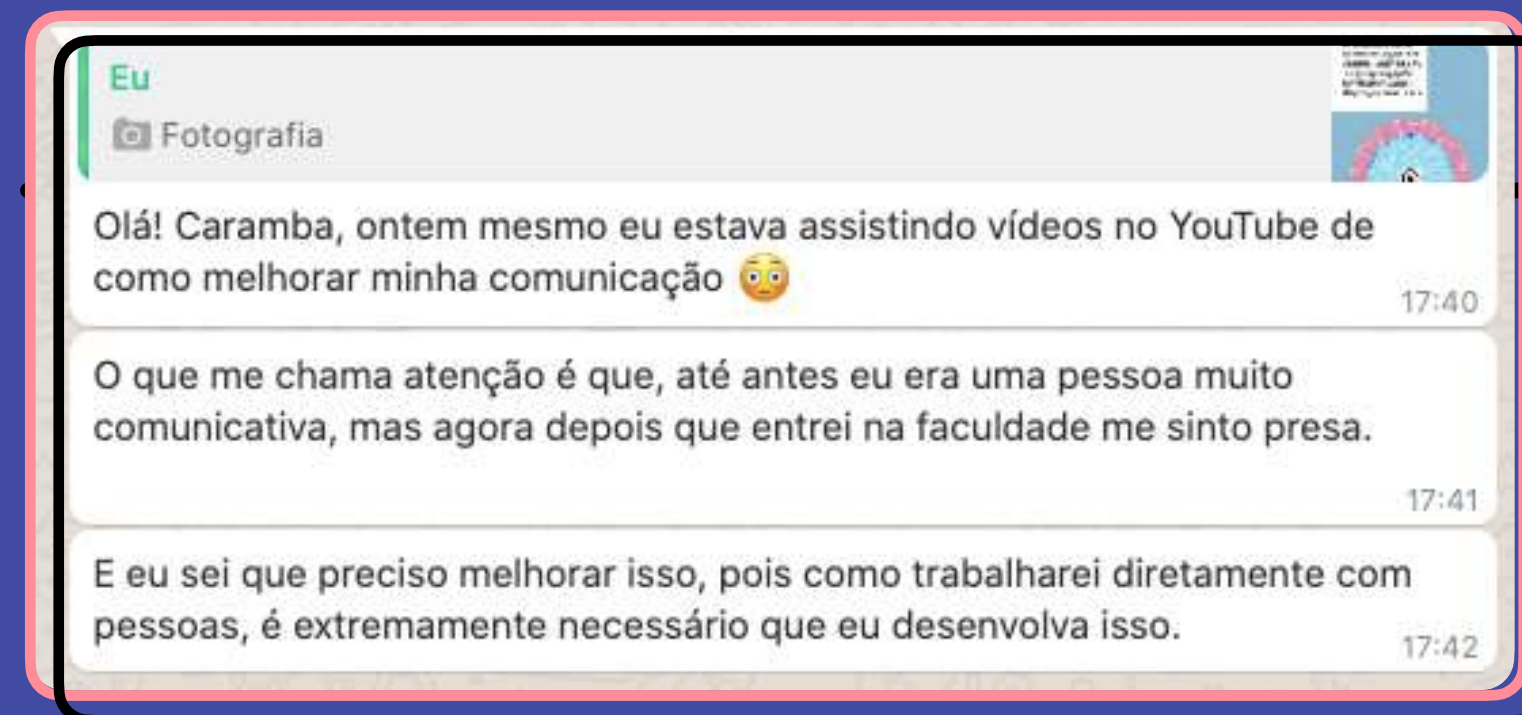 Eu
Fotografia
Olá! Caramba, ontem mesmo eu estava assistindo vídeos no YouTube de
como melhorar minha comunicação 😳
17:40
O que me chama atenção é que, até antes eu era uma pessoa muito
comunicativa, mas agora depois que entrei na faculdade me sinto presa.
17:41
E eu sei que preciso melhorar isso, pois como trabalharei diretamente com
pessoas, é extremamente necessário que eu desenvolva isso.
17:42